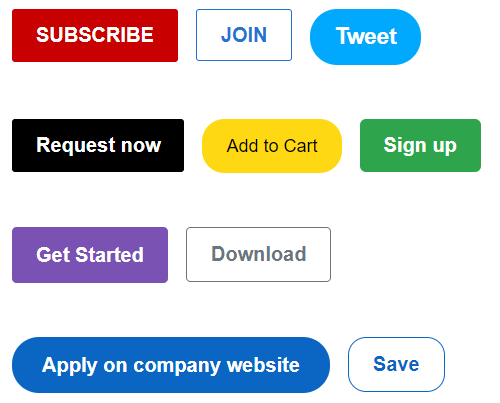 SUBSCRIBE JOIN Tweet
Request now Add to Cart Sign up
Get Started Download
Apply on company website Save